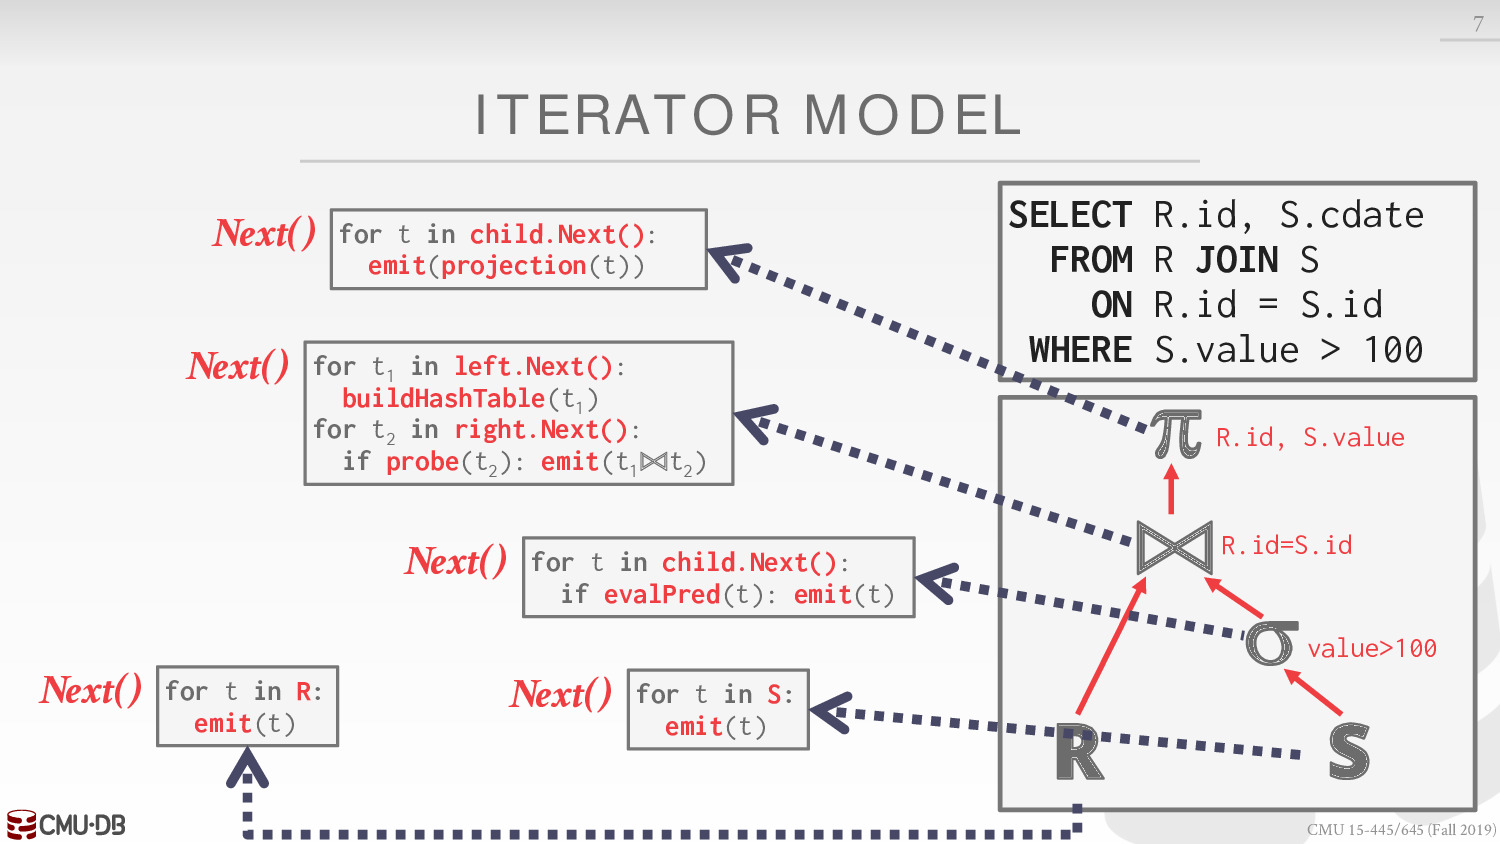 7
ITERATOR MODEL
Next()
for t in child.Next():
emit(projection(t))
SELECT R.id, S.cdate
FROM R JOIN S
ON R.id = S.id
WHERE S.value > 100
Next()
for t₁ in left.Next():
buildHashTable(t₁)
for t₂ in right.Next():
if probe(t₂): emit(t₁⋈t₂)
π R.id, S.value
⋈ R.id=S.id
Next()
for t in child.Next():
if evalPred(t): emit(t)
σ value>100
Next()
for t in R:
emit(t)
Next()
for t in S:
emit(t)
R
S
CMU·DB
CMU 15-445/645 (Fall 2019)